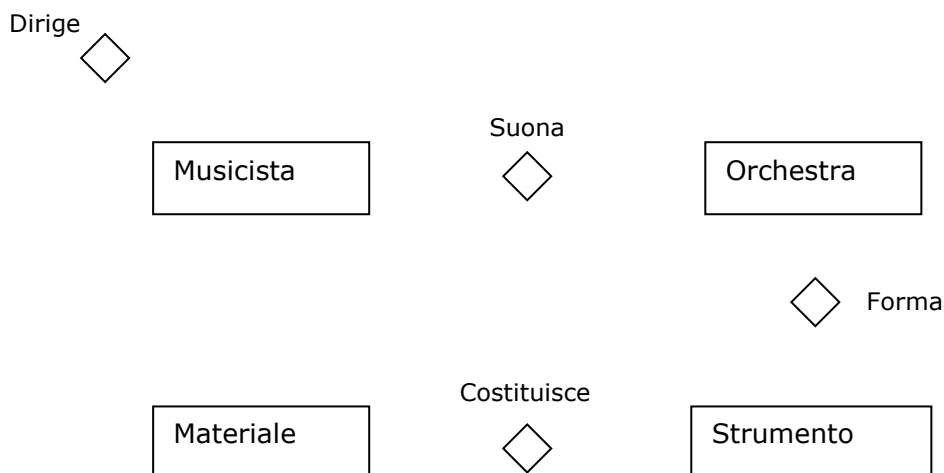 Dirige
Suona
Musicista
Orchestra
Forma
Costituisce
Materiale
Strumento